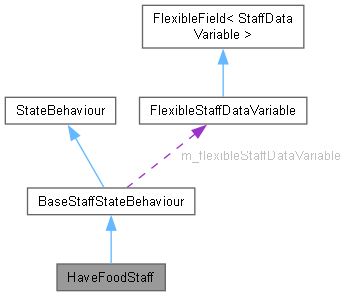 FlexibleField< StaffData
Variable >
StateBehaviour
FlexibleStaffDataVariable
m_flexibleStaffDataVariable
BaseStaffStateBehaviour
HaveFoodStaff